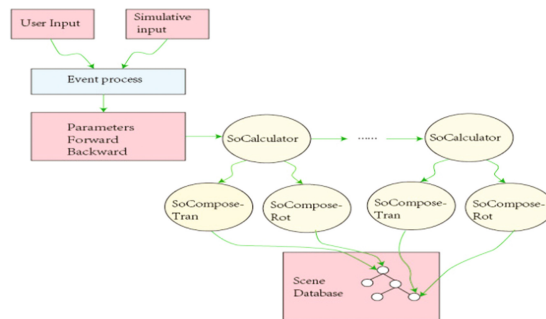 User Input
Simulative
input
Event process
Parameters
Forward
Backward
SoCalculator
......
SoCalculator
SoCompose-
Tran
SoCompose-
Rot
SoCompose-
Tran
SoCompose-
Rot
Scene
Database